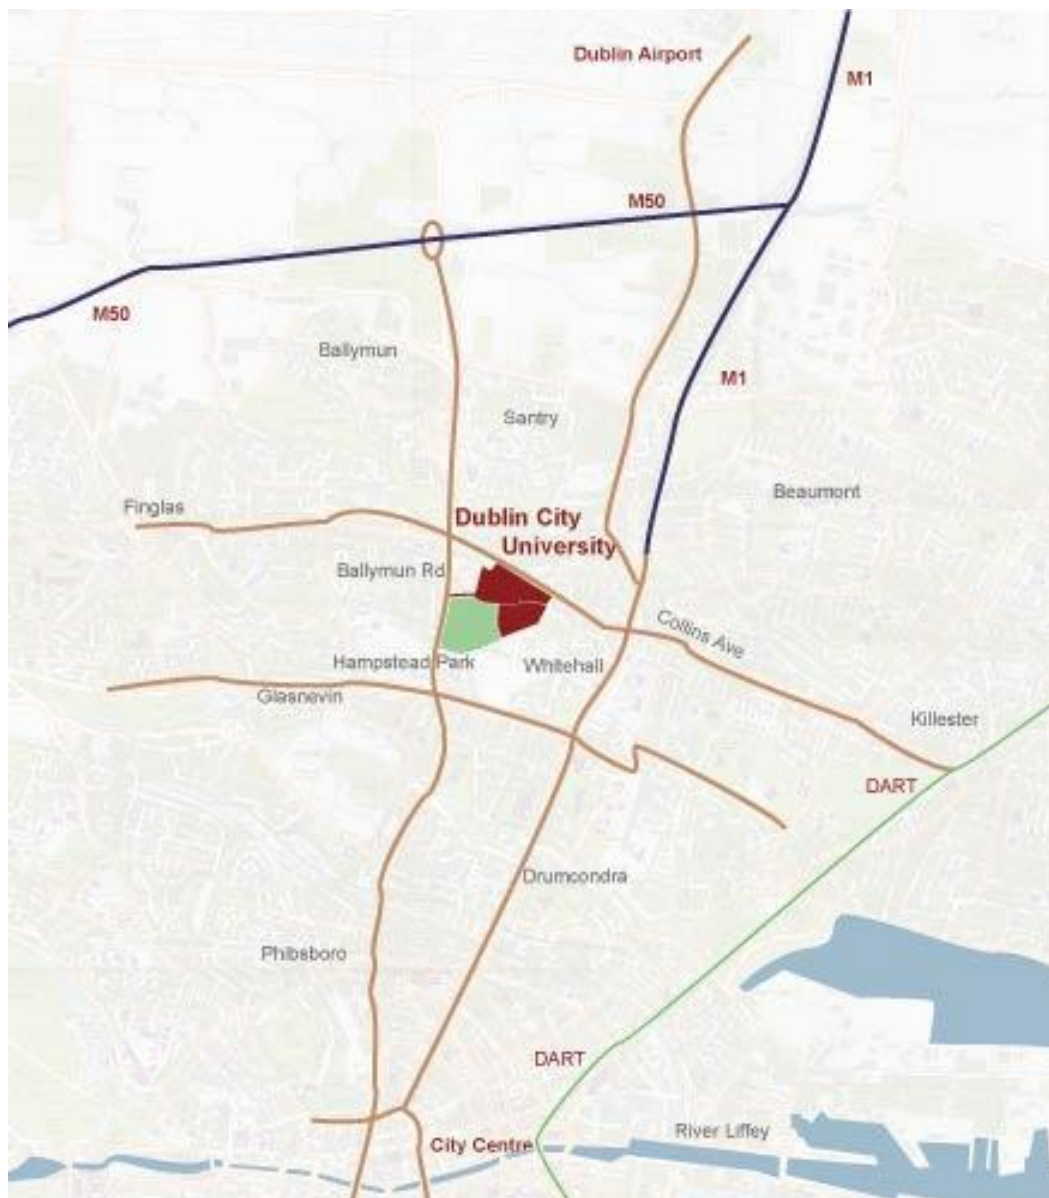 Dublin Airport
M1
M50
M50
Ballymun
M1
Santry
Beaumont
Finglas
Dublin City
University
Ballymun Rd
Collins Ave
Hampstead Park
Whitehall
Glasnevin
Killester
DART
Drumcondra
Phibsboro
DART
River Liffey
City Centre